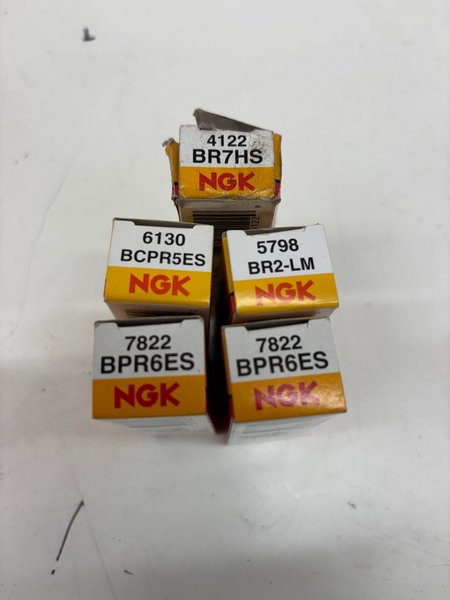 4122
BR7HS
NGK
6130
BCPR5ES
NGK
5798
BR2-LM
NGK
7822
BPR6ES
NGK
7822
BPR6ES
NGK